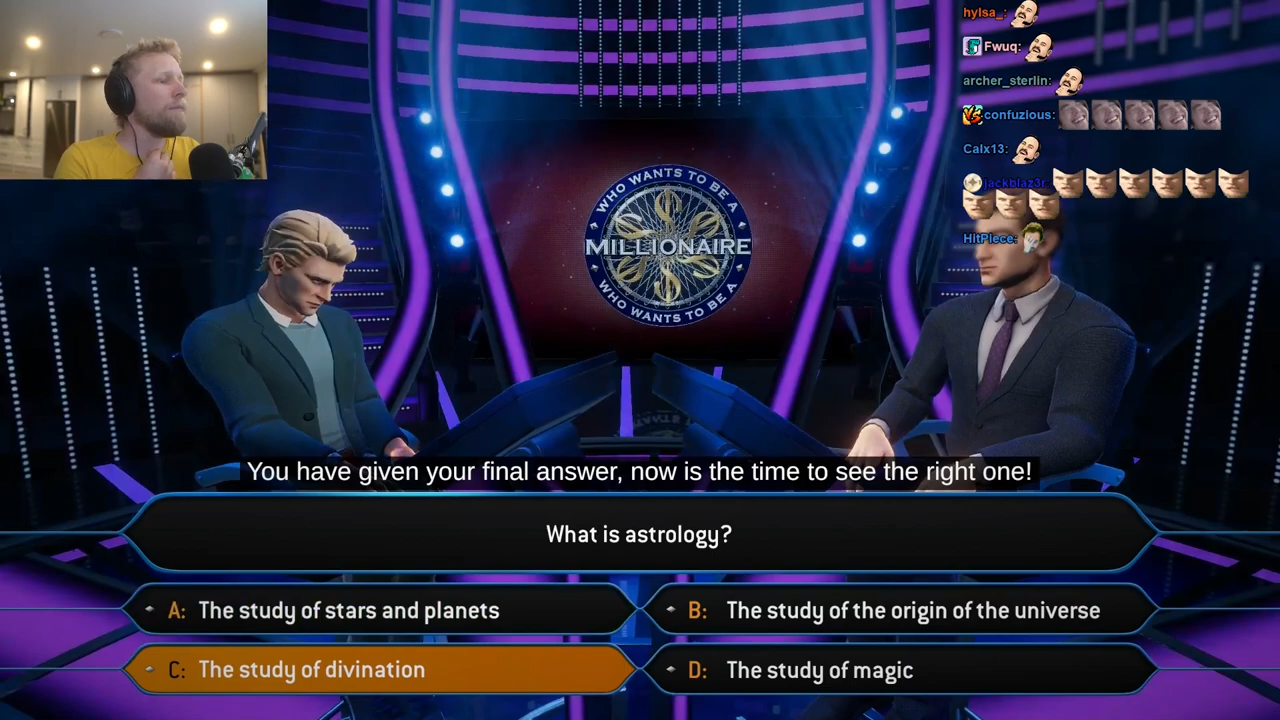 hylsa_:
Fwuq:
archer_sterlin:
confuzlous:
Calx13:
jackblaz3r:
HitPiece:
WHO WANTS TO BE A
MILLIONAIRE
WHO WANTS TO BE A
You have given your final answer, now is the time to see the right one!
What is astrology?
A: The study of stars and planets
B: The study of the origin of the universe
C: The study of divination
D: The study of magic